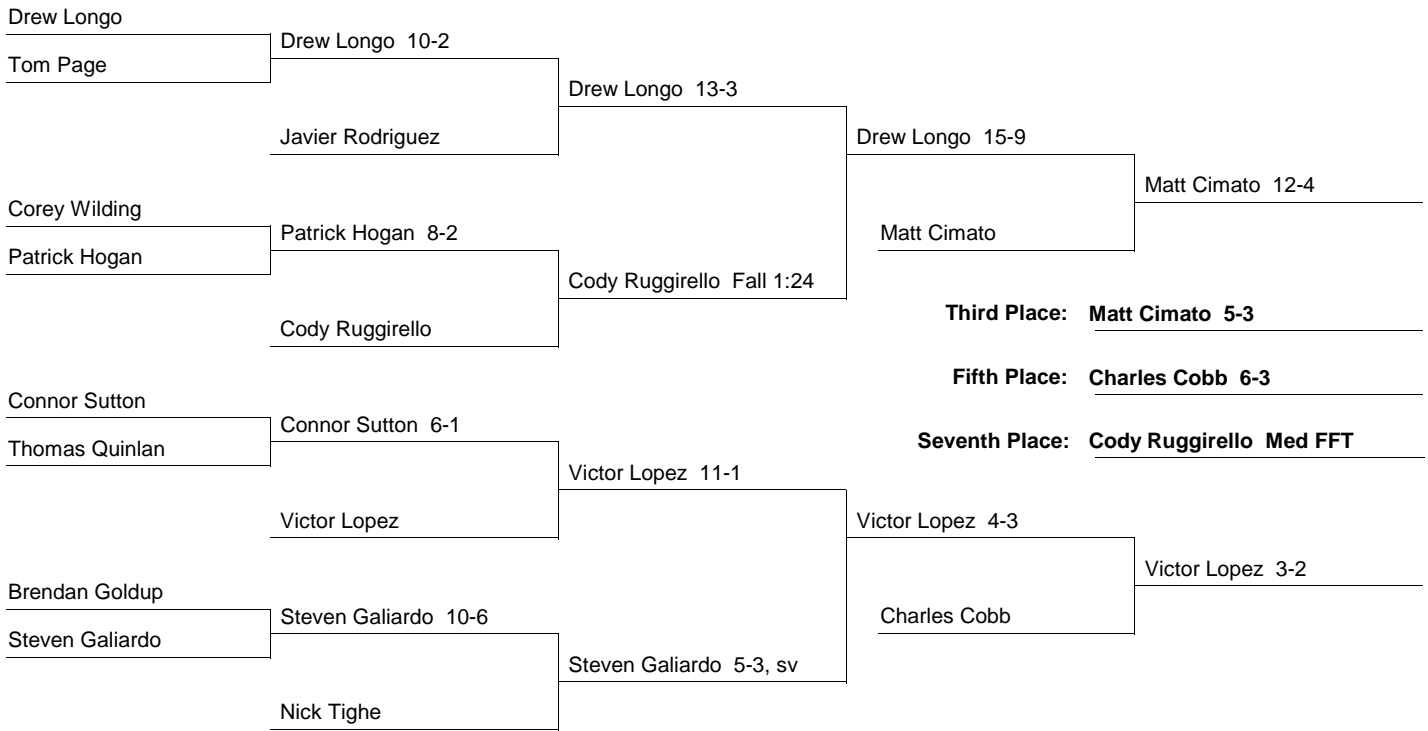 Drew Longo
Drew Longo  10-2
Tom Page
Drew Longo  13-3
Javier Rodriguez
Drew Longo  15-9
Matt Cimato  12-4
Corey Wilding
Patrick Hogan  8-2
Matt Cimato
Patrick Hogan
Cody Ruggirello  Fall 1:24
Third Place:  Matt Cimato  5-3
Cody Ruggirello
Fifth Place:  Charles Cobb  6-3
Connor Sutton
Connor Sutton  6-1
Seventh Place:  Cody Ruggirello  Med FFT
Thomas Quinlan
Victor Lopez  11-1
Victor Lopez
Victor Lopez  4-3
Victor Lopez  3-2
Brendan Goldup
Steven Galiardo  10-6
Charles Cobb
Steven Galiardo
Steven Galiardo  5-3, sv
Nick Tighe